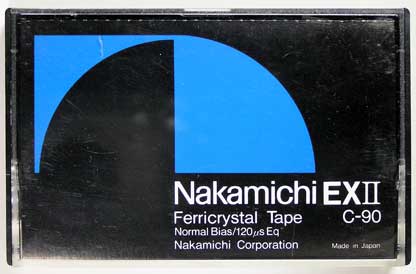 Nakamichi EXII
Ferricrystal Tape C-90
Normal Bias/120μs Eq
Nakamichi Corporation Made in Japan